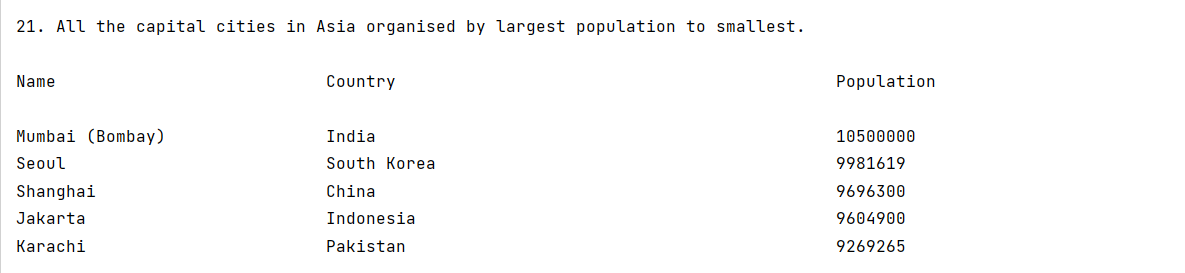 21. All the capital cities in Asia organised by largest population to smallest.
Name Country Population
Mumbai (Bombay) India 10500000
Seoul South Korea 9981619
Shanghai China 9696300
Jakarta Indonesia 9604900
Karachi Pakistan 9269265